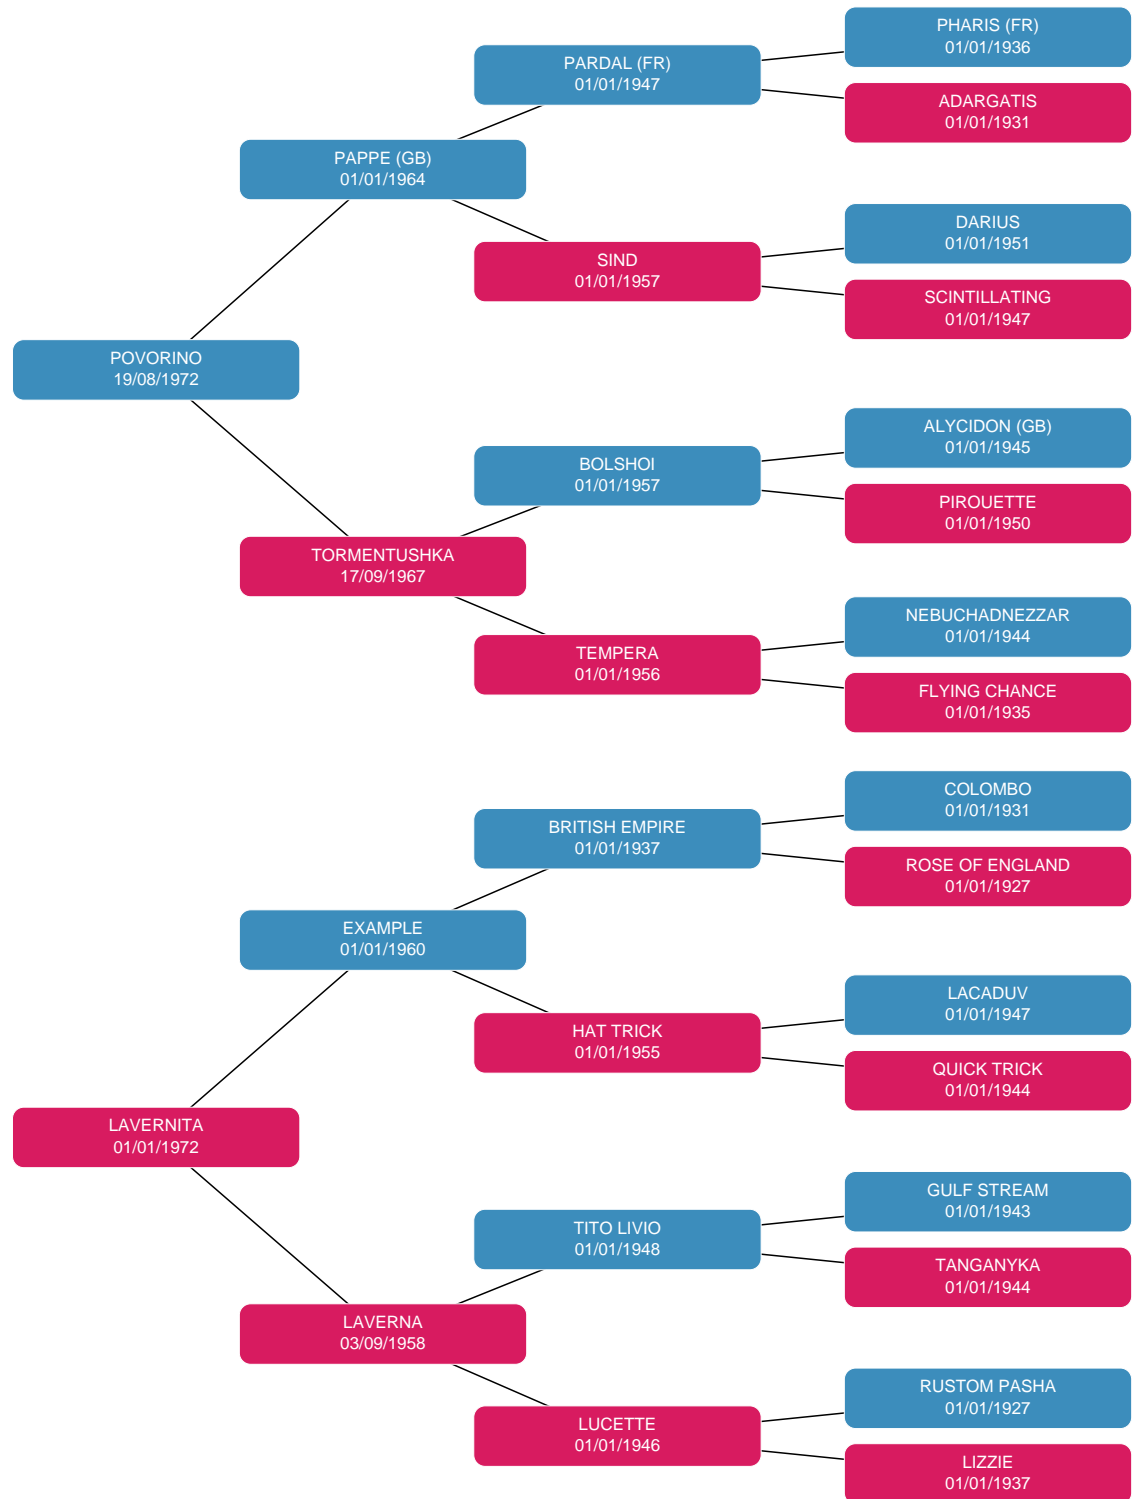 PHARIS (FR)
01/01/1936
PARDAL (FR)
01/01/1947
ADARGATIS
01/01/1931
PAPPE (GB)
01/01/1964
DARIUS
01/01/1951
SIND
01/01/1957
SCINTILLATING
01/01/1947
POVORINO
19/08/1972
ALYCIDON (GB)
01/01/1945
BOLSHOI
01/01/1957
PIROUETTE
01/01/1950
TORMENTUSHKA
17/09/1967
NEBUCHADNEZZAR
01/01/1944
TEMPERA
01/01/1956
FLYING CHANCE
01/01/1935
COLOMBO
01/01/1931
BRITISH EMPIRE
01/01/1937
ROSE OF ENGLAND
01/01/1927
EXAMPLE
01/01/1960
LACADUV
01/01/1947
HAT TRICK
01/01/1955
QUICK TRICK
01/01/1944
LAVERNITA
01/01/1972
GULF STREAM
01/01/1943
TITO LIVIO
01/01/1948
TANGANYKA
01/01/1944
LAVERNA
03/09/1958
RUSTOM PASHA
01/01/1927
LUCETTE
01/01/1946
LIZZIE
01/01/1937